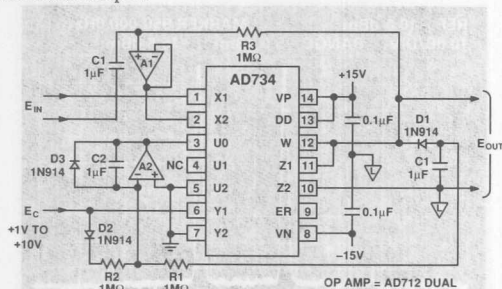 R3
1MΩ
C1
1µF
A1
+15V
AD734
EIN
1 X1 VP 14
2 X2 DD 13
3 U0 W 12
4 U1 Z1 11
5 U2 Z2 10
6 Y1 ER 9
7 Y2 VN 8
NC
0.1µF
D1
1N914
EOUT
D3
1N914
C2
1µF
A2
C1
1µF
L
L
EC
+1V TO
+10V
D2
1N914
0.1µF
–15V
R2
1MΩ
R1
1MΩ
OP AMP = AD712 DUAL